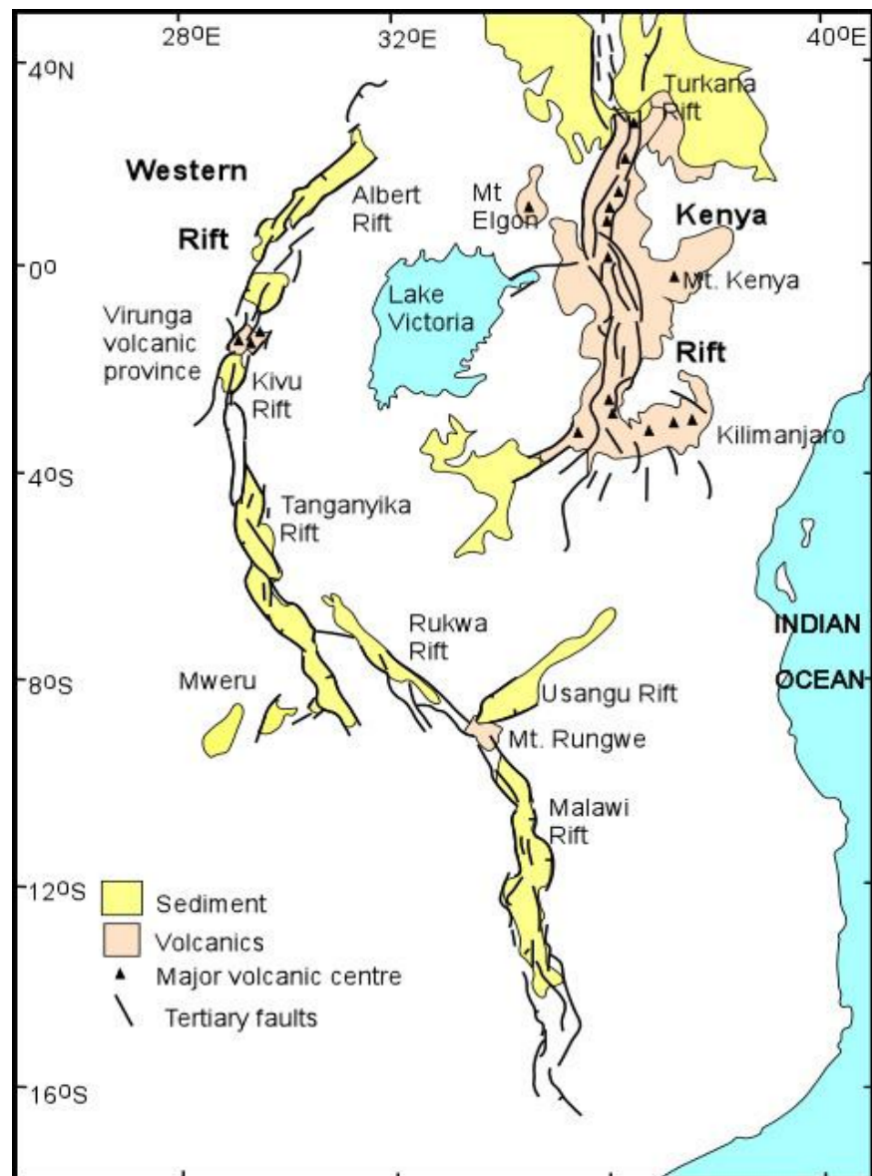 28ºE
32ºE
40ºE
4ºN
Turkana
Rift
Western
Rift
Albert
Rift
Mt
Elgon
Kenya
0º
Lake
Victoria
Mt. Kenya
Virunga
volcanic
province
Rift
Kivu
Rift
Kilimanjaro
4ºS
Tanganyika
Rift
Rukwa
Rift
INDIAN
OCEAN
8ºS
Mweru
Usangu Rift
Mt. Rungwe
Malawi
Rift
12ºS
Sediment
Volcanics
Major volcanic centre
Tertiary faults
16ºS